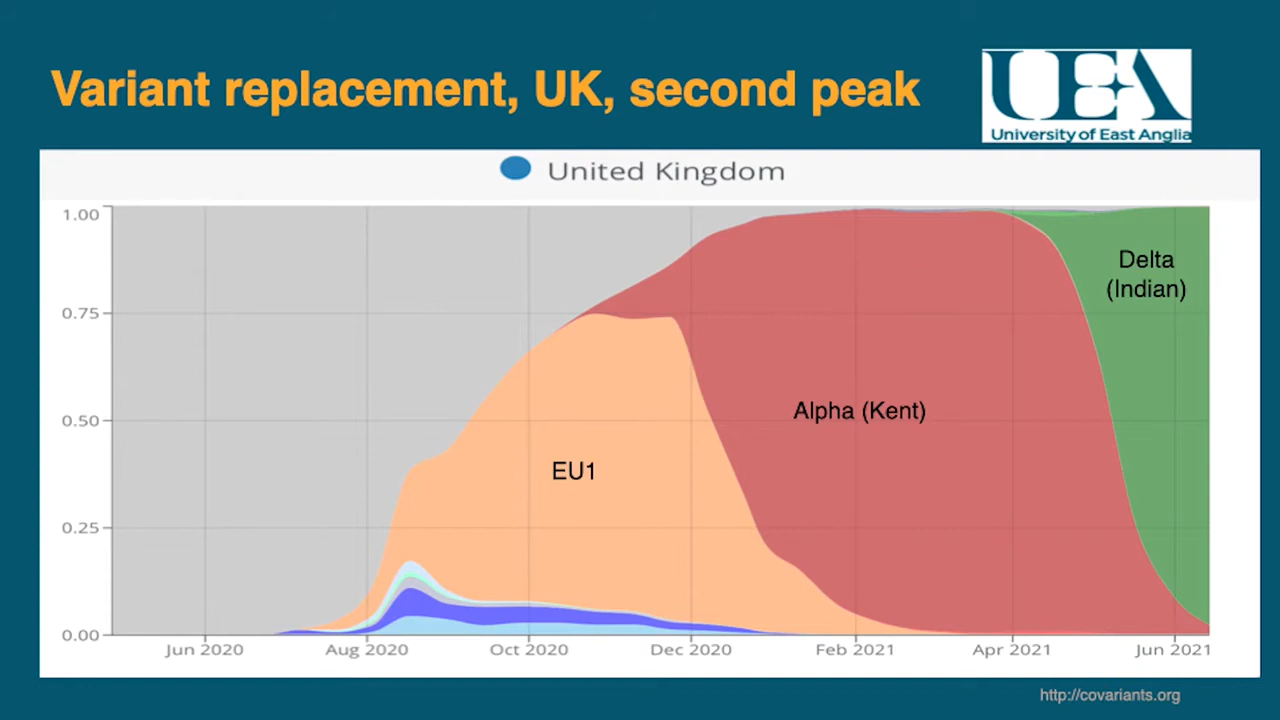 Variant replacement, UK, second peak
UEA
University of East Anglia
United Kingdom
1.00
0.75
0.50
0.25
0.00
EU1
Alpha (Kent)
Delta
(Indian)
Jun 2020
Aug 2020
Oct 2020
Dec 2020
Feb 2021
Apr 2021
Jun 2021
http://covariants.org